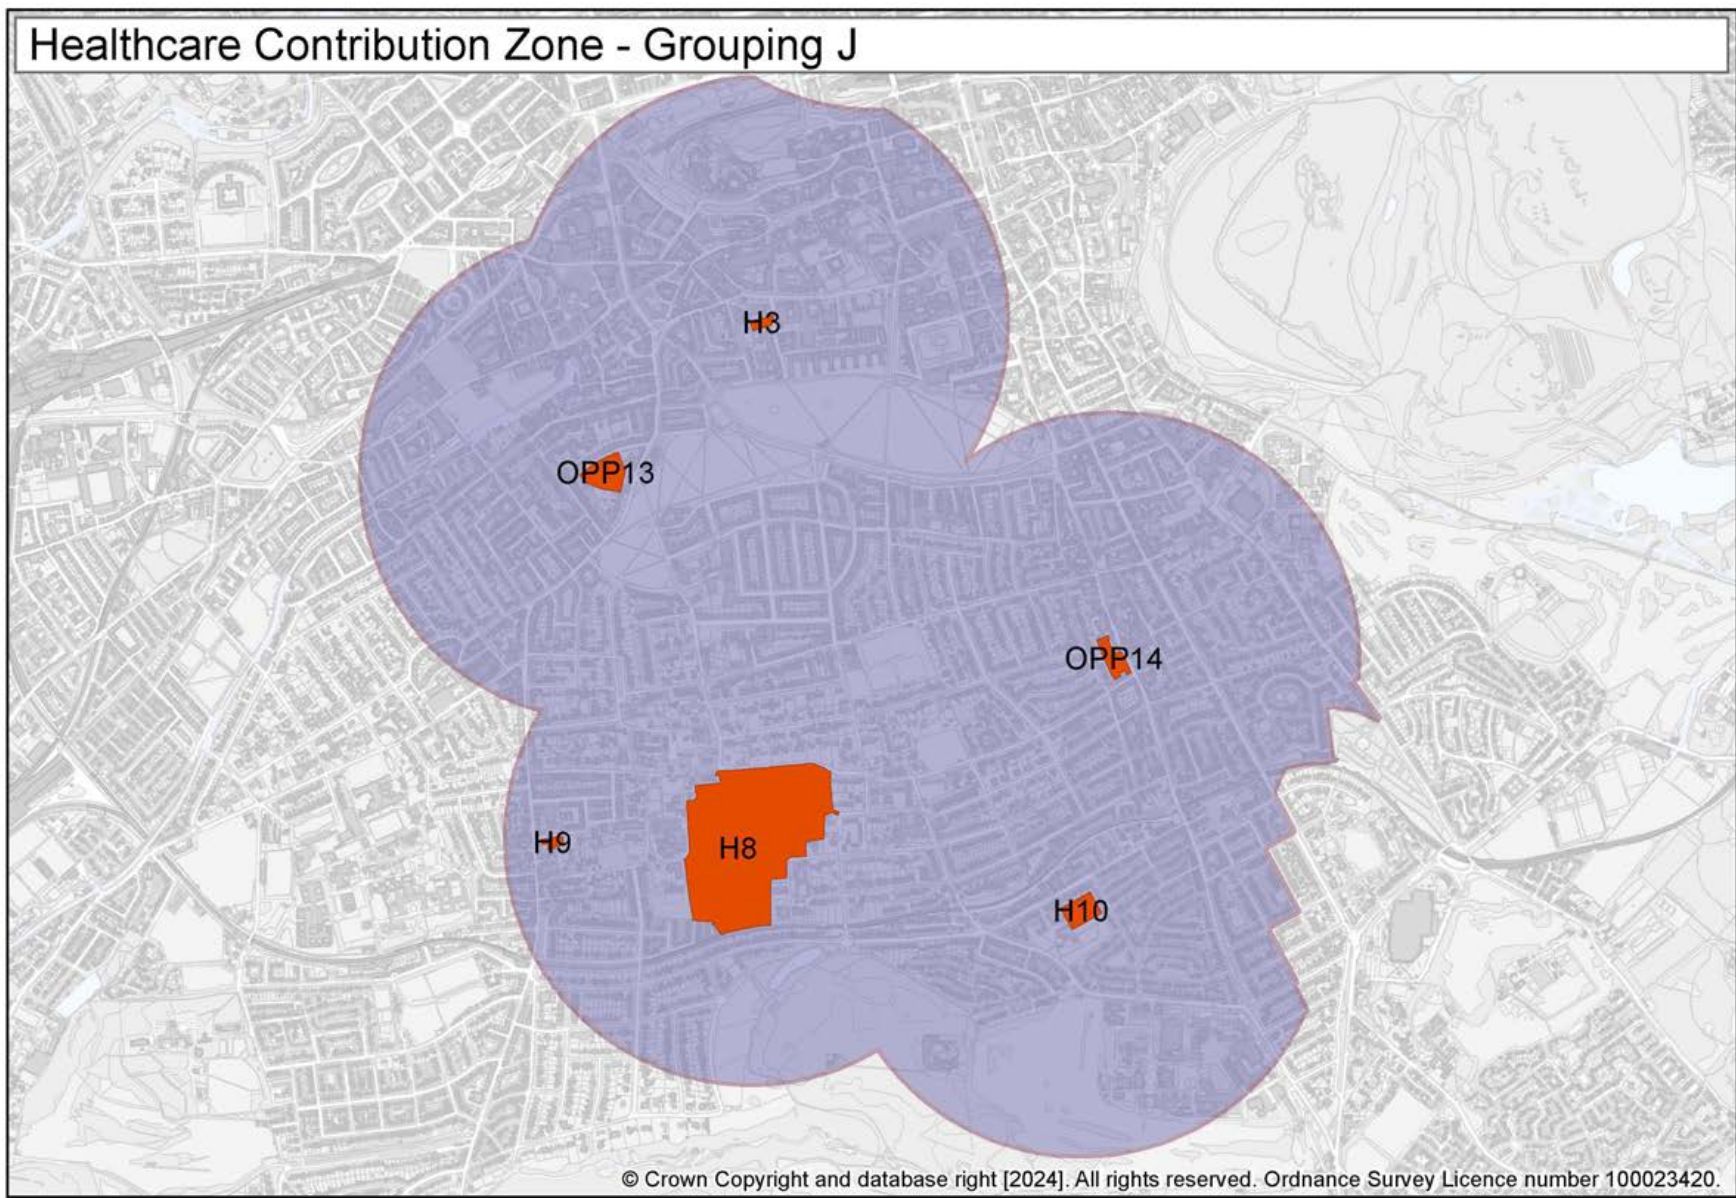 Healthcare Contribution Zone - Grouping J
H3
OPP13
OPP14
H9
H8
H10
© Crown Copyright and database right [2024]. All rights reserved. Ordnance Survey Licence number 100023420.